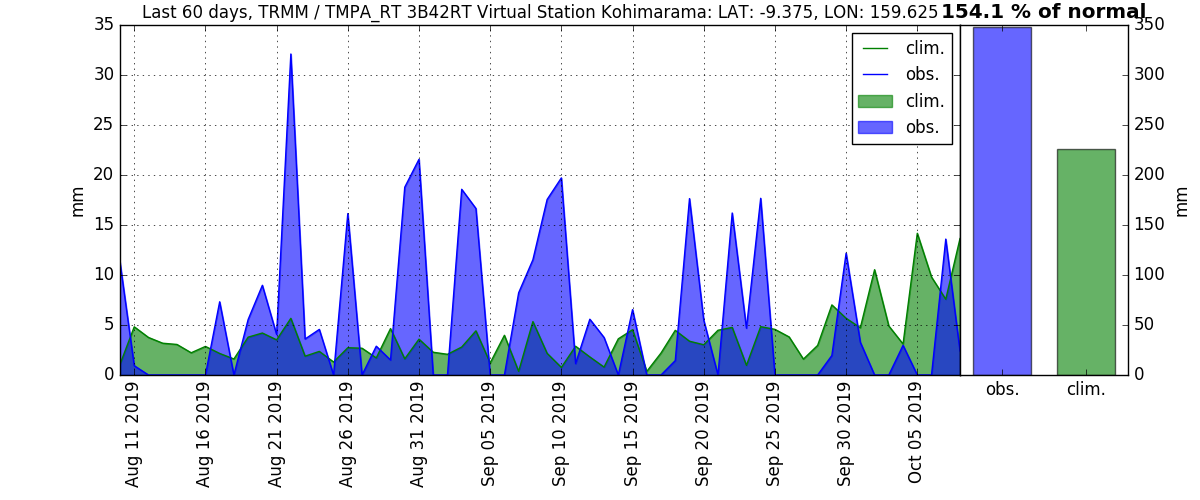 Last 60 days, TRMM / TMPA_RT 3B42RT Virtual Station Kohimarama: LAT: -9.375, LON: 159.625
154.1 % of normal
35
30
25
20
15
10
5
0
mm
clim.
obs.
clim.
obs.
350
300
250
200
150
100
50
0
mm
Aug 11 2019
Aug 16 2019
Aug 21 2019
Aug 26 2019
Aug 31 2019
Sep 05 2019
Sep 10 2019
Sep 15 2019
Sep 20 2019
Sep 25 2019
Sep 30 2019
Oct 05 2019
obs.
clim.